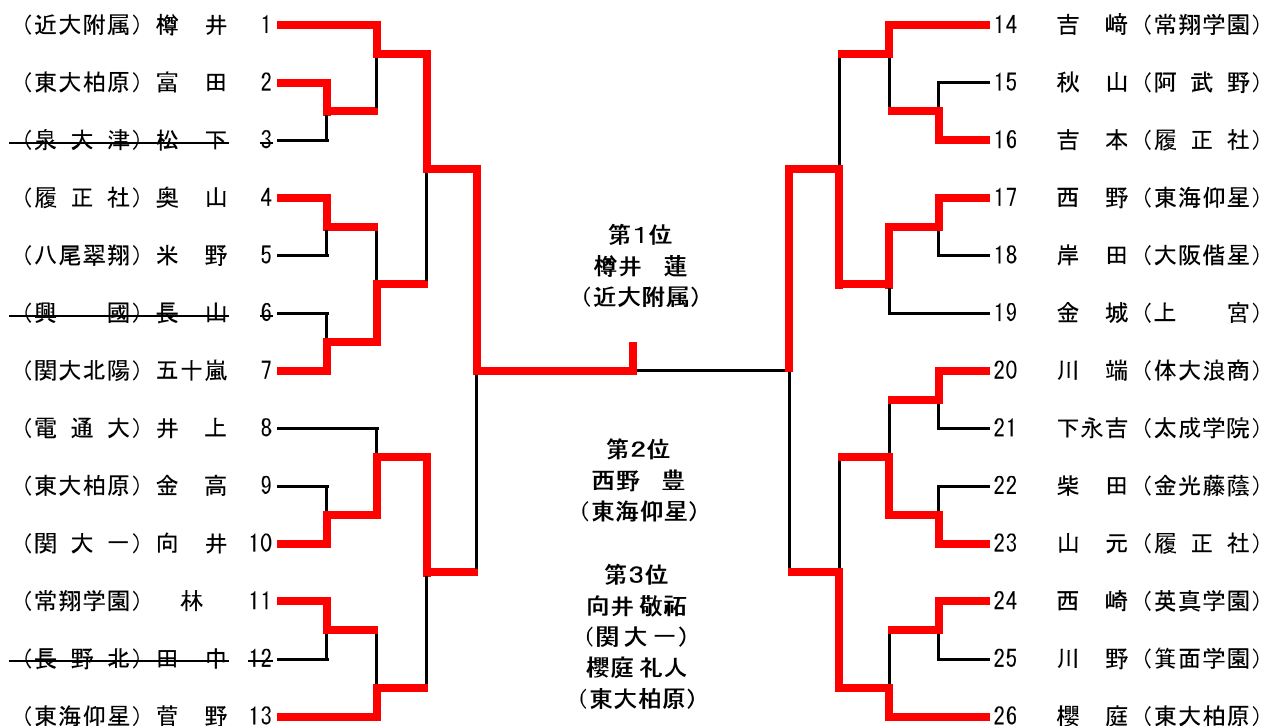 (近大附属) 樽 井 1
(東大柏原) 富 田 2
(泉 大 津) 松 下 3
(履 正 社) 奥 山 4
(八尾翠翔) 米 野 5
(興 國) 長 山 6
(関大北陽) 五十嵐 7
(電 通 大) 井 上 8
(東大柏原) 金 高 9
(関 大 一) 向 井 10
(常翔学園) 林 11
(長 野 北) 田 中 12
(東海仰星) 菅 野 13
第1位
樽井 蓮
(近大附属)
第2位
西野 豊
(東海仰星)
第3位
向井 敬祏
(関 大 一)
櫻庭 礼人
(東大柏原)
14 吉 﨑 (常翔学園)
15 秋 山 (阿 武 野)
16 吉 本 (履 正 社)
17 西 野 (東海仰星)
18 岸 田 (大阪偕星)
19 金 城 (上 宮)
20 川 端 (体大浪商)
21 下永吉 (太成学院)
22 柴 田 (金光藤蔭)
23 山 元 (履 正 社)
24 西 崎 (英真学園)
25 川 野 (箕面学園)
26 櫻 庭 (東大柏原)